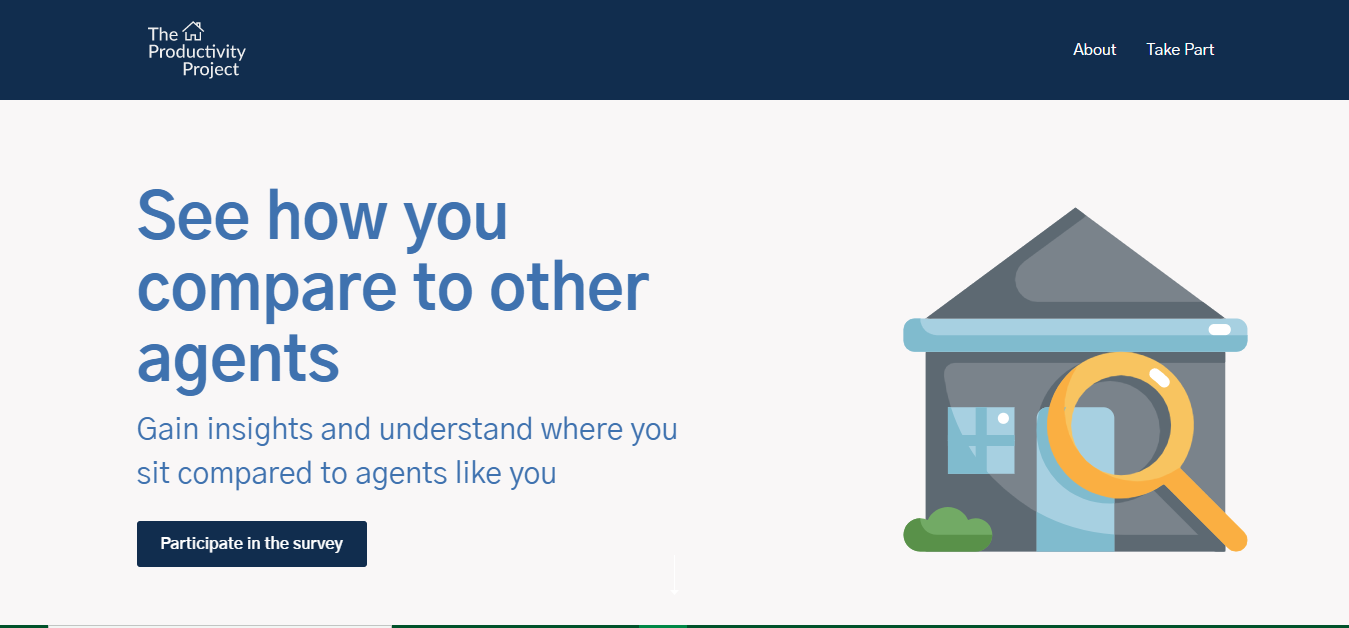 The
Productivity
Project
About
Take Part
See how you
compare to other
agents
Gain insights and understand where you
sit compared to agents like you
Participate in the survey